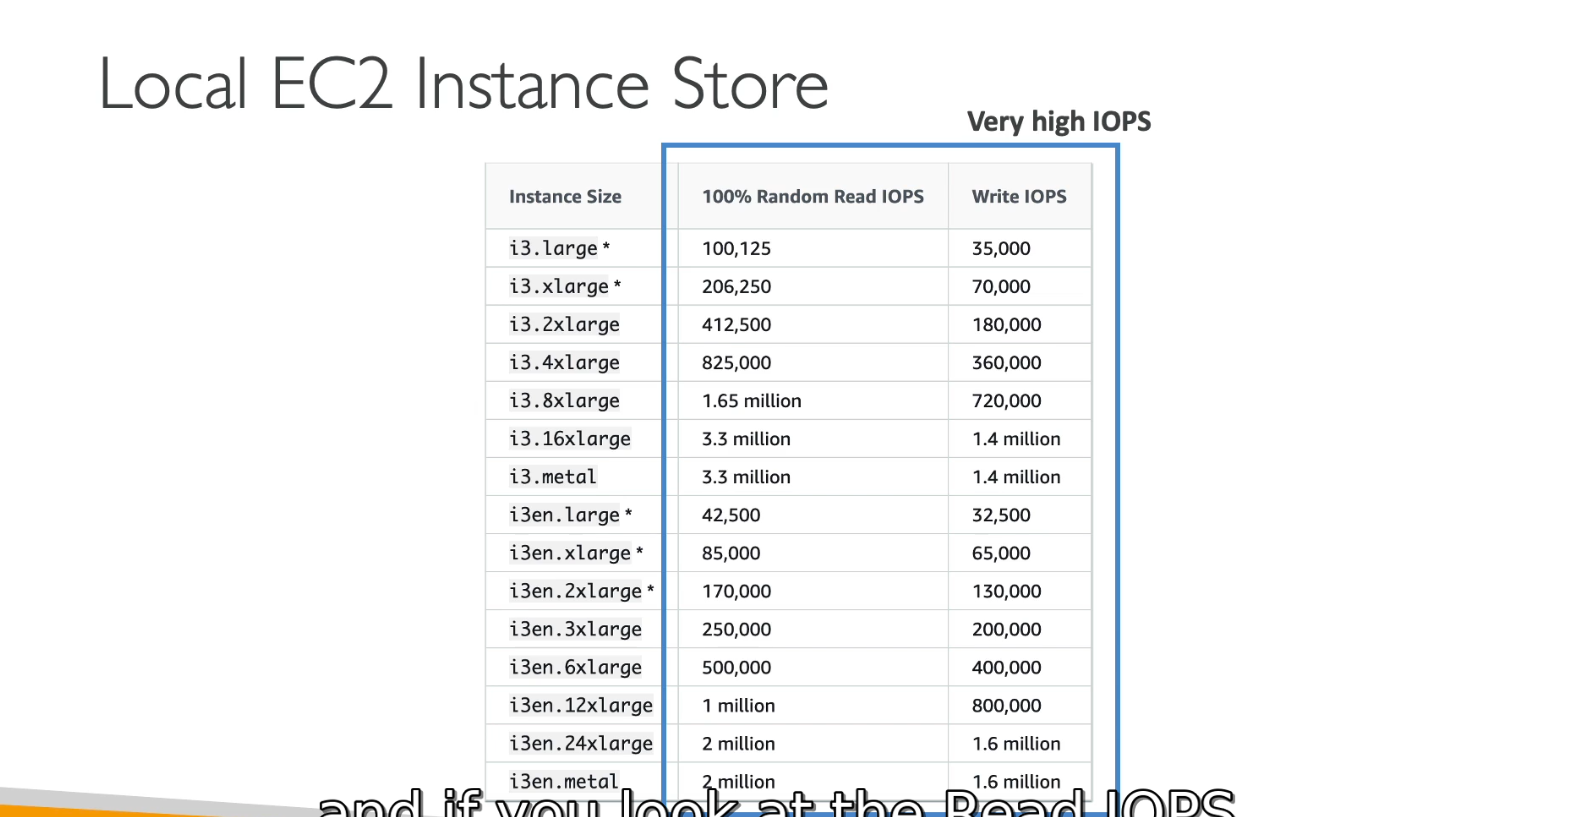 Local EC2 Instance Store
Very high IOPS
Instance Size 100% Random Read IOPS Write IOPS
i3.large * 100,125 35,000
i3.xlarge * 206,250 70,000
i3.2xlarge 412,500 180,000
i3.4xlarge 825,000 360,000
i3.8xlarge 1.65 million 720,000
i3.16xlarge 3.3 million 1.4 million
i3.metal 3.3 million 1.4 million
i3en.large * 42,500 32,500
i3en.xlarge * 85,000 65,000
i3en.2xlarge * 170,000 130,000
i3en.3xlarge 250,000 200,000
i3en.6xlarge 500,000 400,000
i3en.12xlarge 1 million 800,000
i3en.24xlarge 2 million 1.6 million
i3en.metal 2 million 1.6 million
and if you look at the Read IOPS